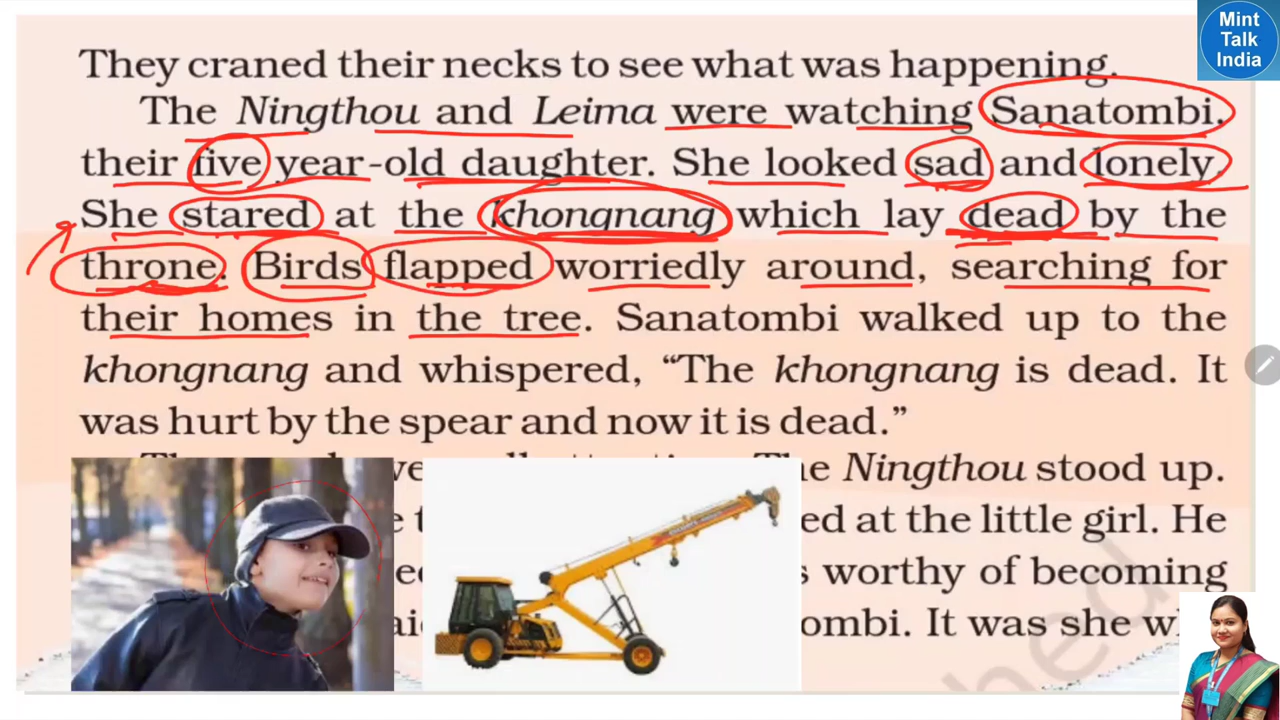 Mint
Talk
India
They craned their necks to see what was happening.
The Ningthou and Leima were watching Sanatombi,
their five year-old daughter. She looked sad and lonely.
She stared at the khongnang which lay dead by the
throne. Birds flapped worriedly around, searching for
their homes in the tree. Sanatombi walked up to the
khongnang and whispered, “The khongnang is dead. It
was hurt by the spear and now it is dead.”
The Ningthou stood up.
at the little girl. He
worthy of becoming
It was she